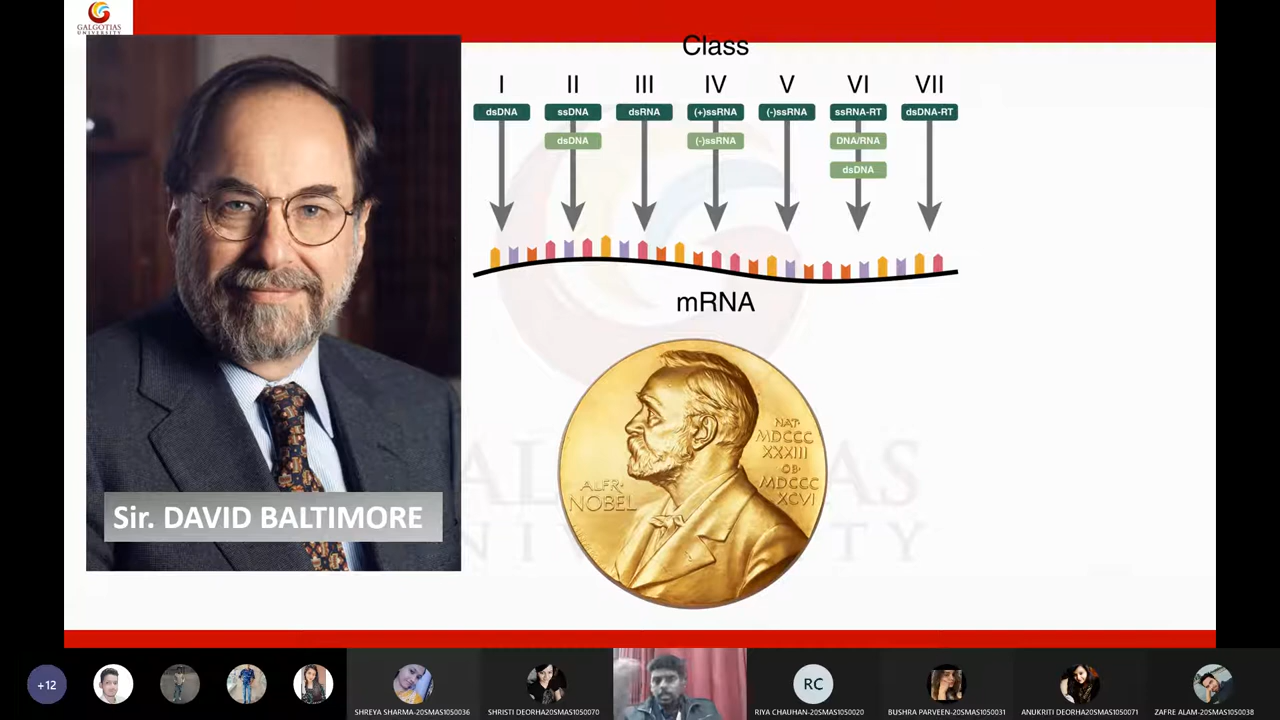 GALGOTIAS
UNIVERSITY
Class
I II III IV V VI VII
dsDNA ssDNA dsRNA (+)ssRNA (-)ssRNA ssRNA-RT dsDNA-RT
dsDNA (-)ssRNA DNA/RNA
dsDNA
mRNA
ALFR·
NOBEL
NAT·
MDCCC
XXXIII
OB·
MDCCC
XCVI
Sir. DAVID BALTIMORE
+12
RC
SHREYA SHARMA-20SMAS1050036
SHRISTI DEORHA20SMAS1050070
RIYA CHAUHAN-20SMAS1050020
BUSHRA PARVEEN-20SMAS1050031
ANUKRITI DEORHA20SMAS1050071
ZAFRE ALAM-20SMAS1050038